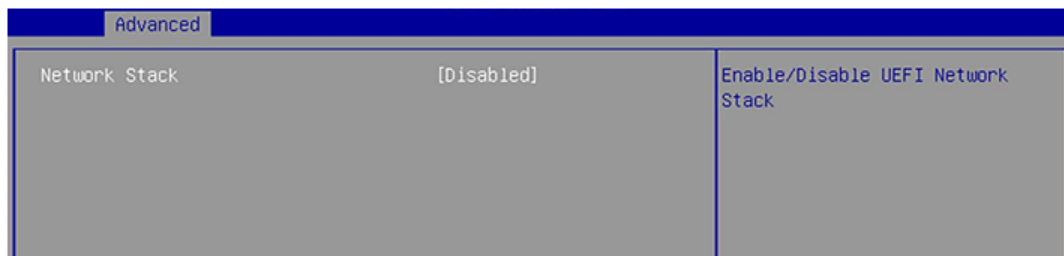 Advanced
Network Stack [Disabled]
Enable/Disable UEFI Network
Stack